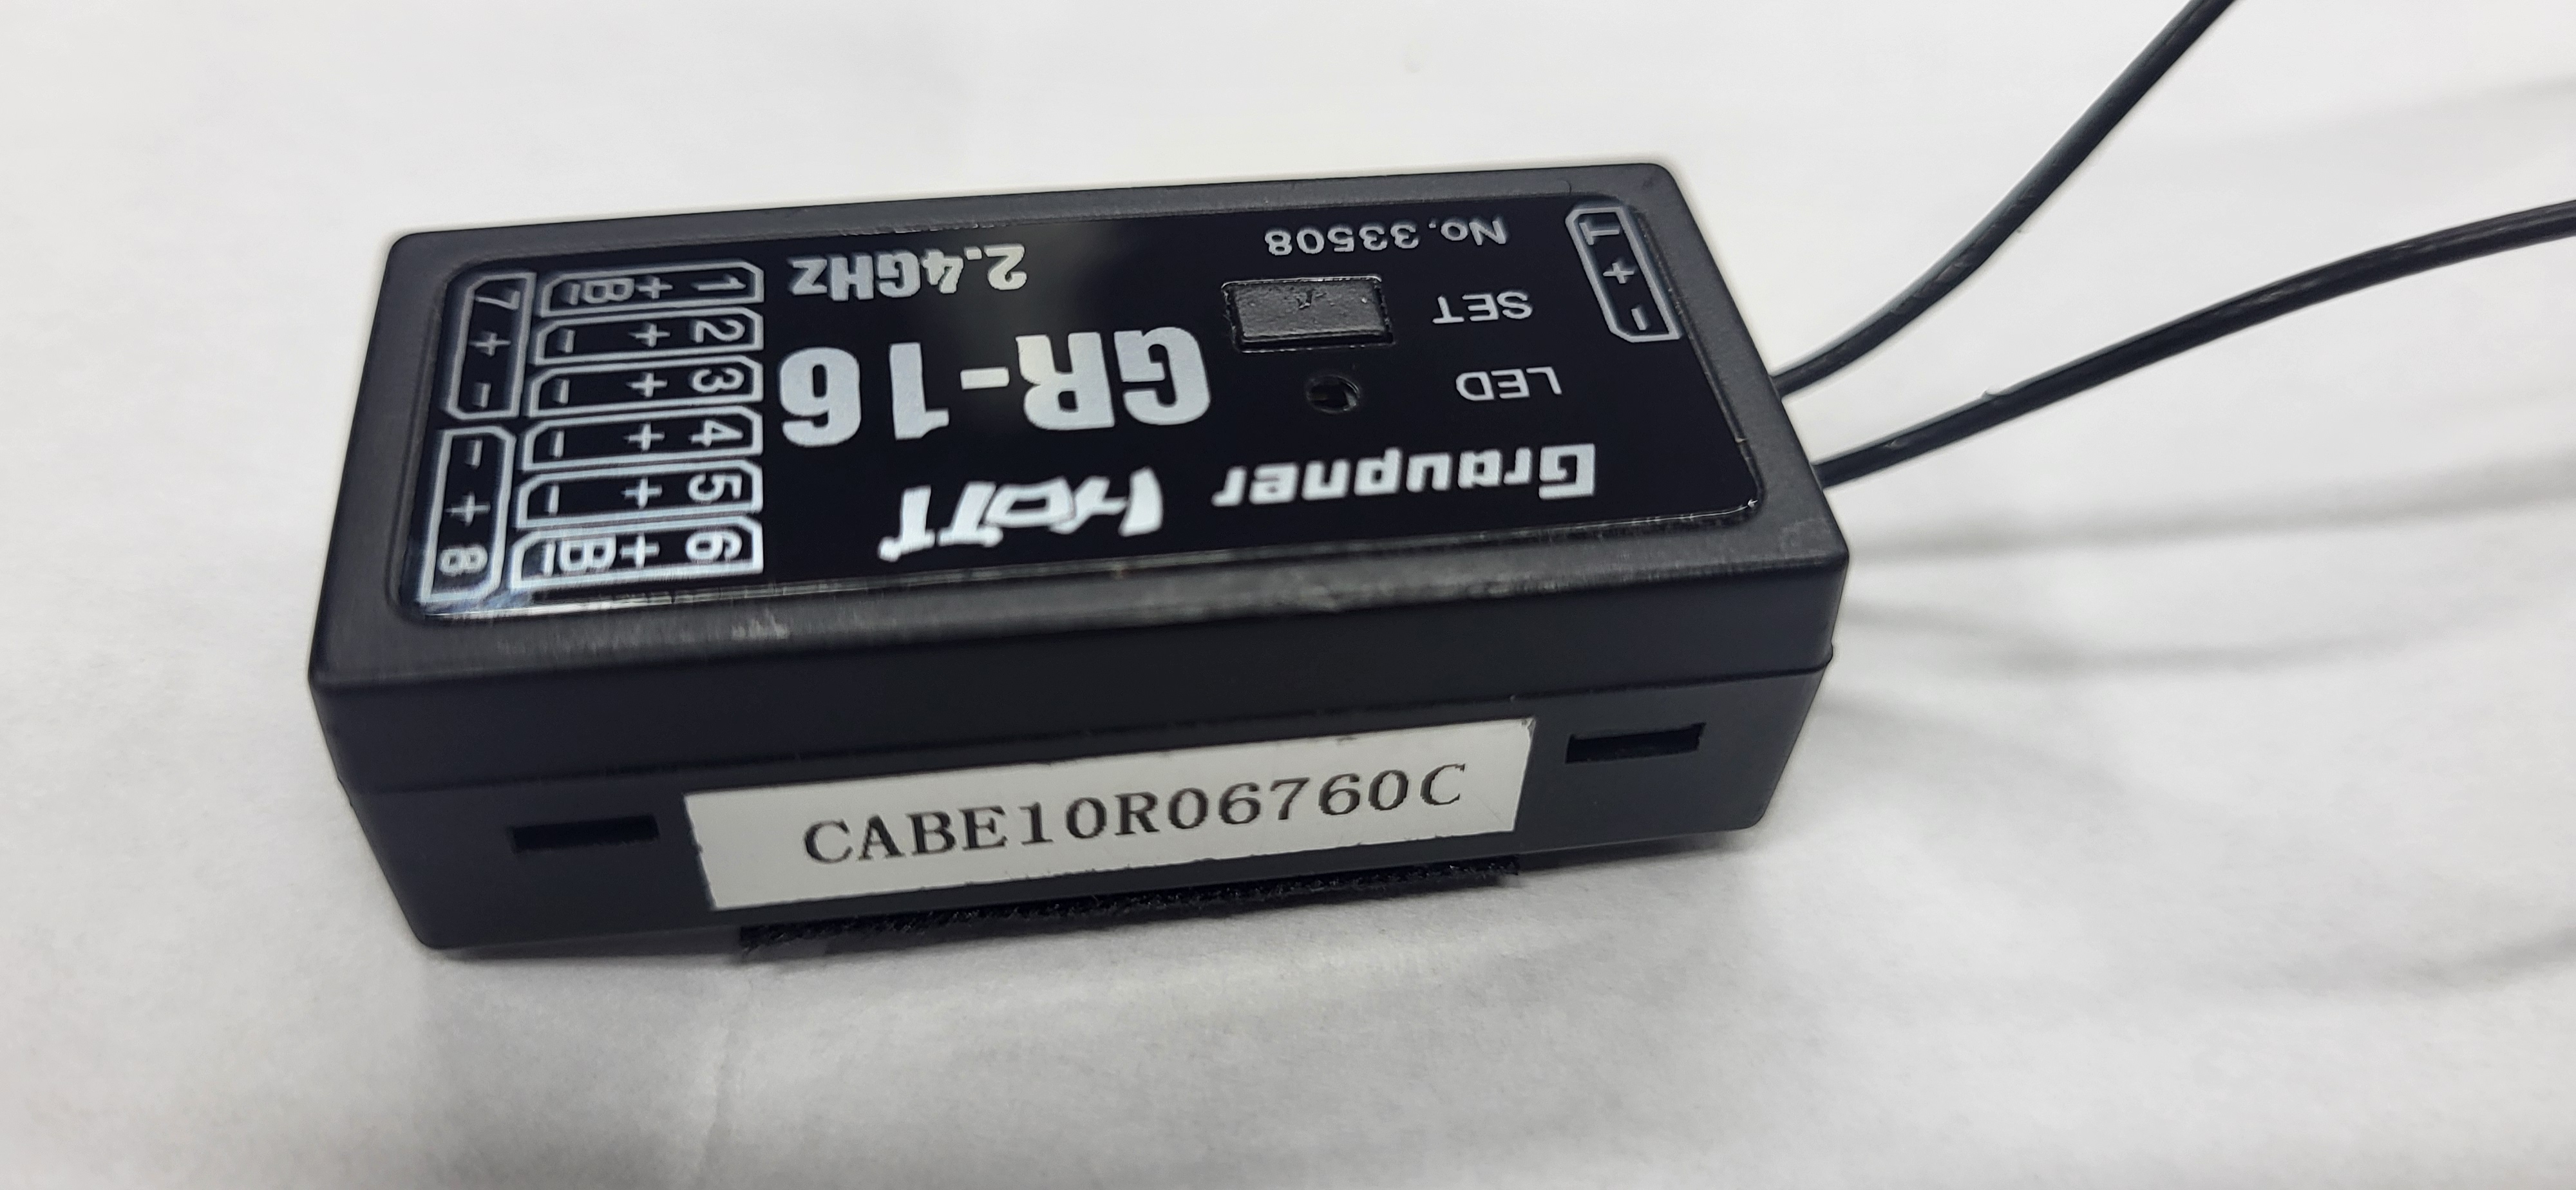 Graupner HoTT
GR-16
2.4GHz
LED
SET
No.33508
T + -
1 + B -
2 + -
3 + -
4 + -
5 + -
6 + B -
7 + -
8 + -
CABE10R06760C